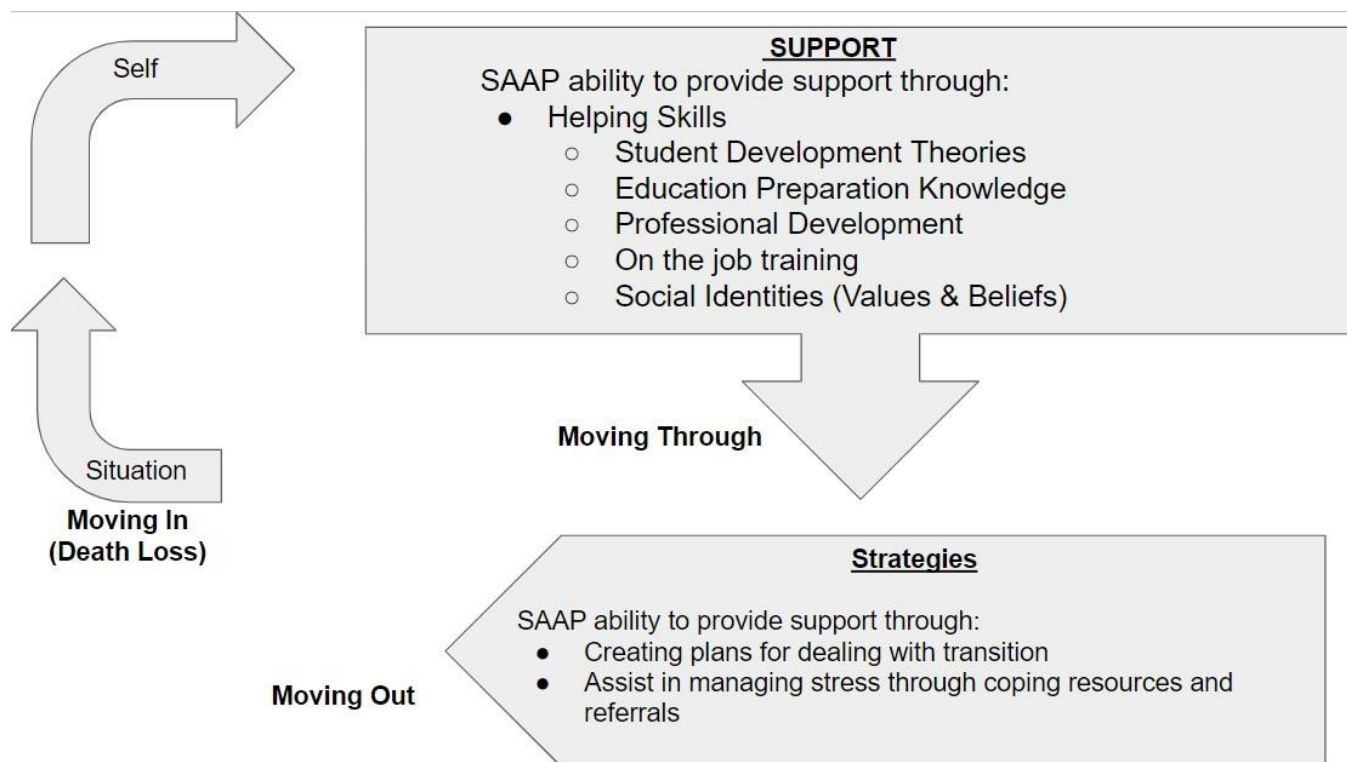 Self
SUPPORT
SAAP ability to provide support through:
● Helping Skills
○ Student Development Theories
○ Education Preparation Knowledge
○ Professional Development
○ On the job training
○ Social Identities (Values & Beliefs)
Moving Through
Situation
Moving In
(Death Loss)
Strategies
SAAP ability to provide support through:
● Creating plans for dealing with transition
● Assist in managing stress through coping resources and
referrals
Moving Out